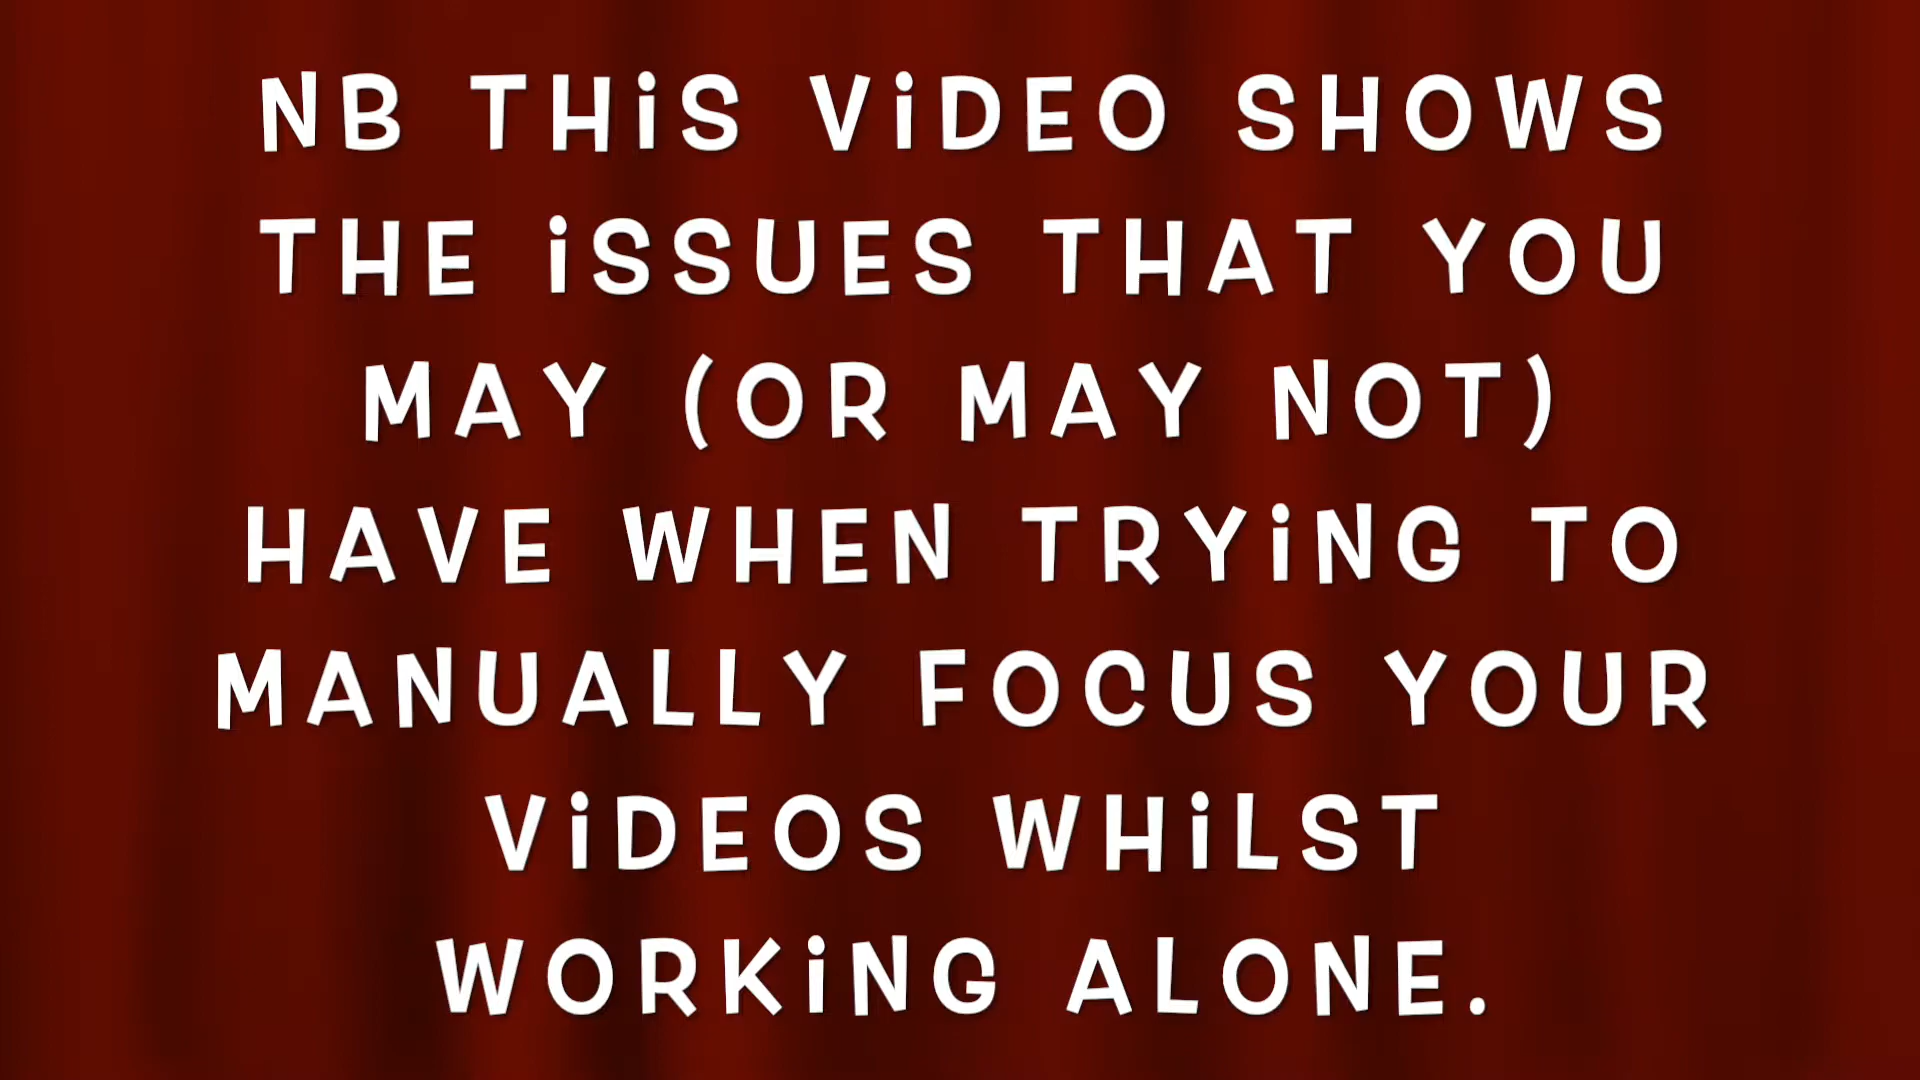 NB THiS ViDEO SHOWS
THE iSSUES THAT YOU
MAY (OR MAY NOT)
HAVE WHEN TRYiNG TO
MANUALLY FOCUS YOUR
ViDEOS WHiLST
WORKiNG ALONE.